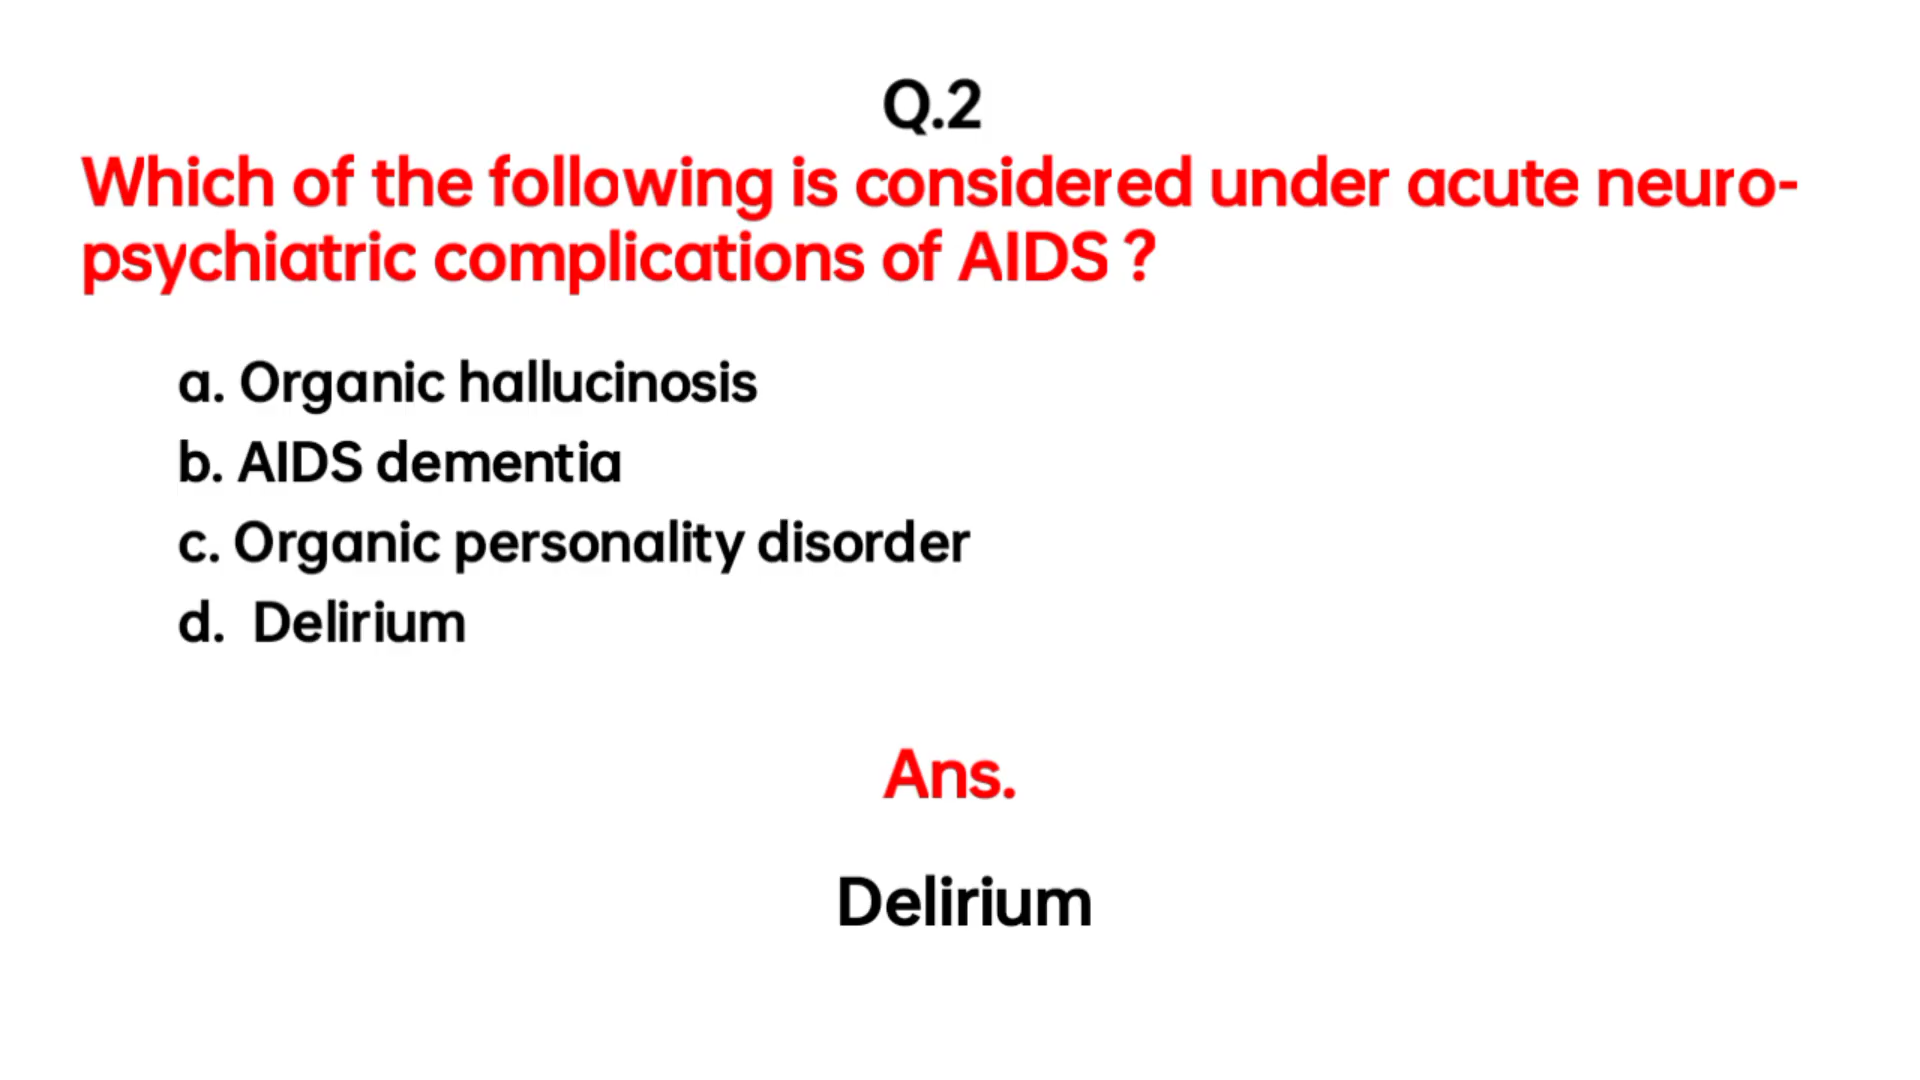 Q.2
Which of the following is considered under acute neuro-
psychiatric complications of AIDS ?
a. Organic hallucinosis
b. AIDS dementia
c. Organic personality disorder
d. Delirium
Ans.
Delirium